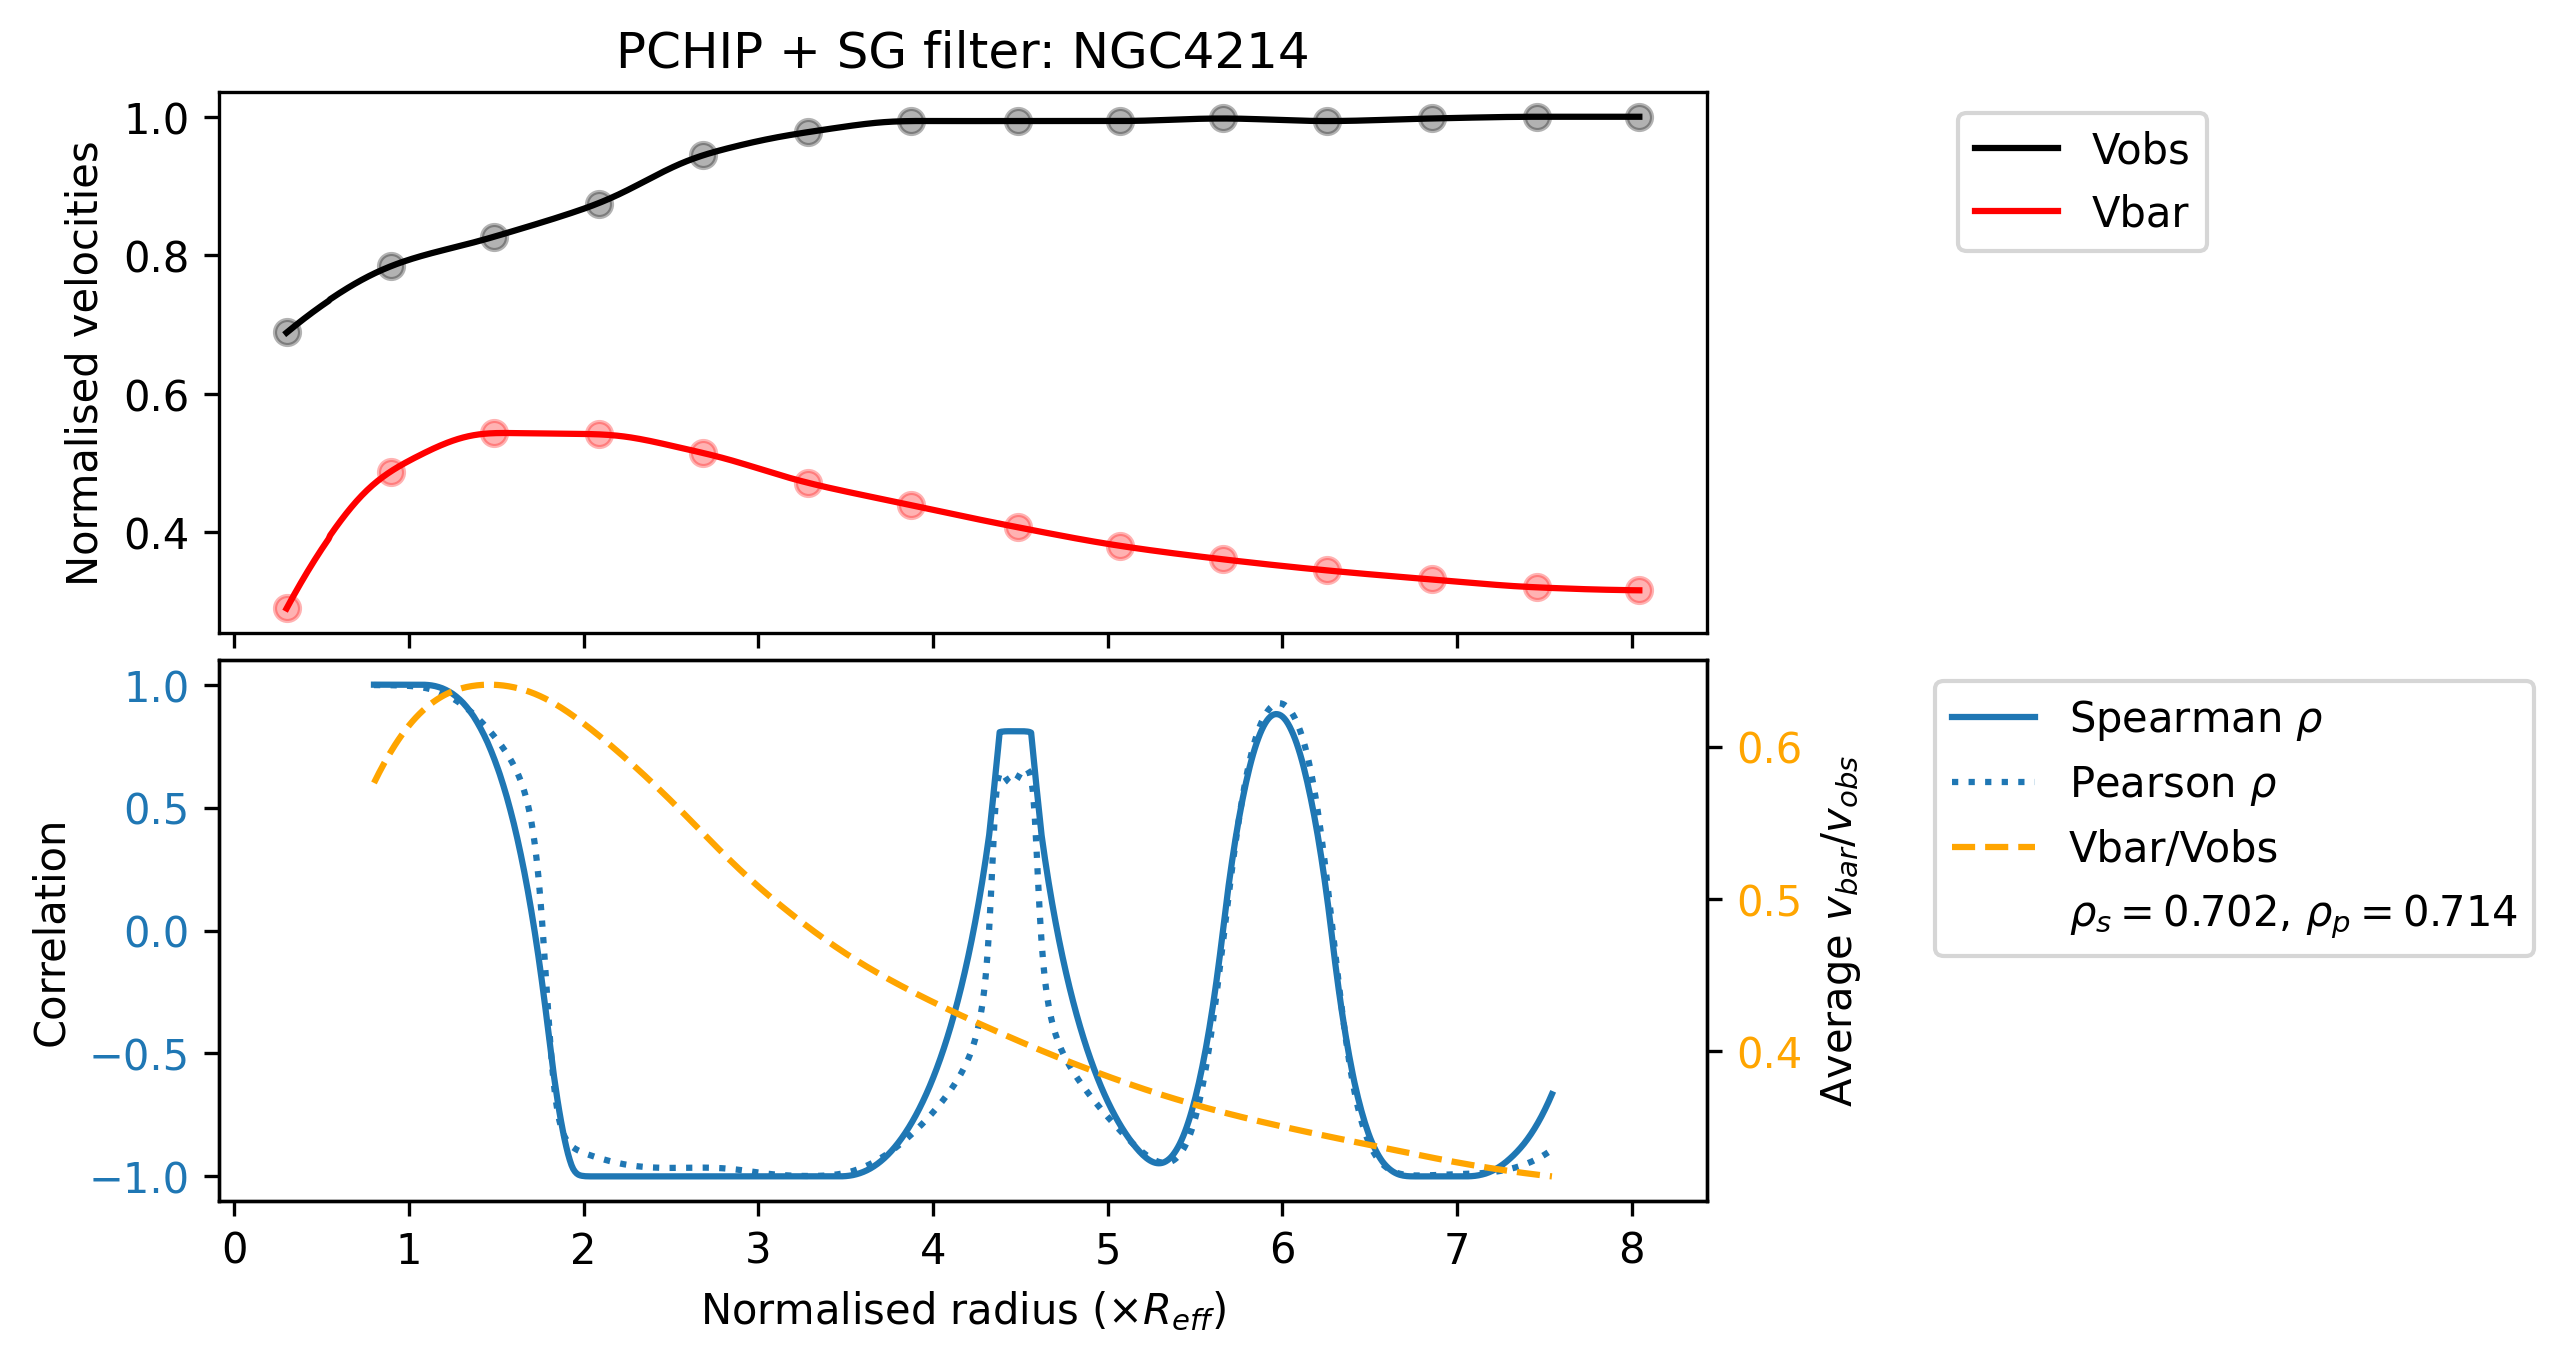 PCHIP + SG filter: NGC4214
Normalised velocities
1.0
0.8
0.6
0.4
Vobs
Vbar
Correlation
1.0
0.5
0.0
−0.5
−1.0
0.6
0.5
0.4
Average v_bar/v_obs
Spearman ρ
Pearson ρ
Vbar/Vobs
ρ_s = 0.702, ρ_p = 0.714
0 1 2 3 4 5 6 7 8
Normalised radius (×R_eff)